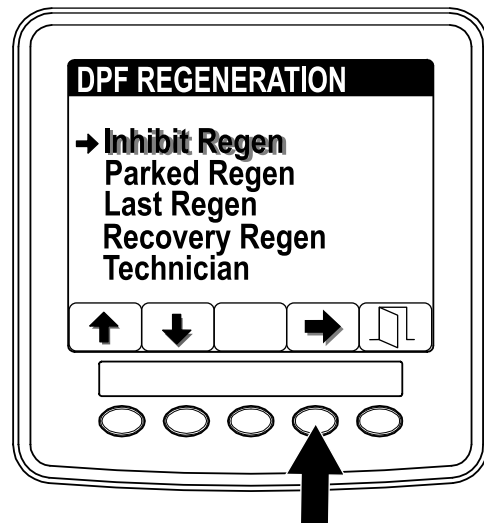 DPF REGENERATION
Inhibit Regen
Parked Regen
Last Regen
Recovery Regen
Technician